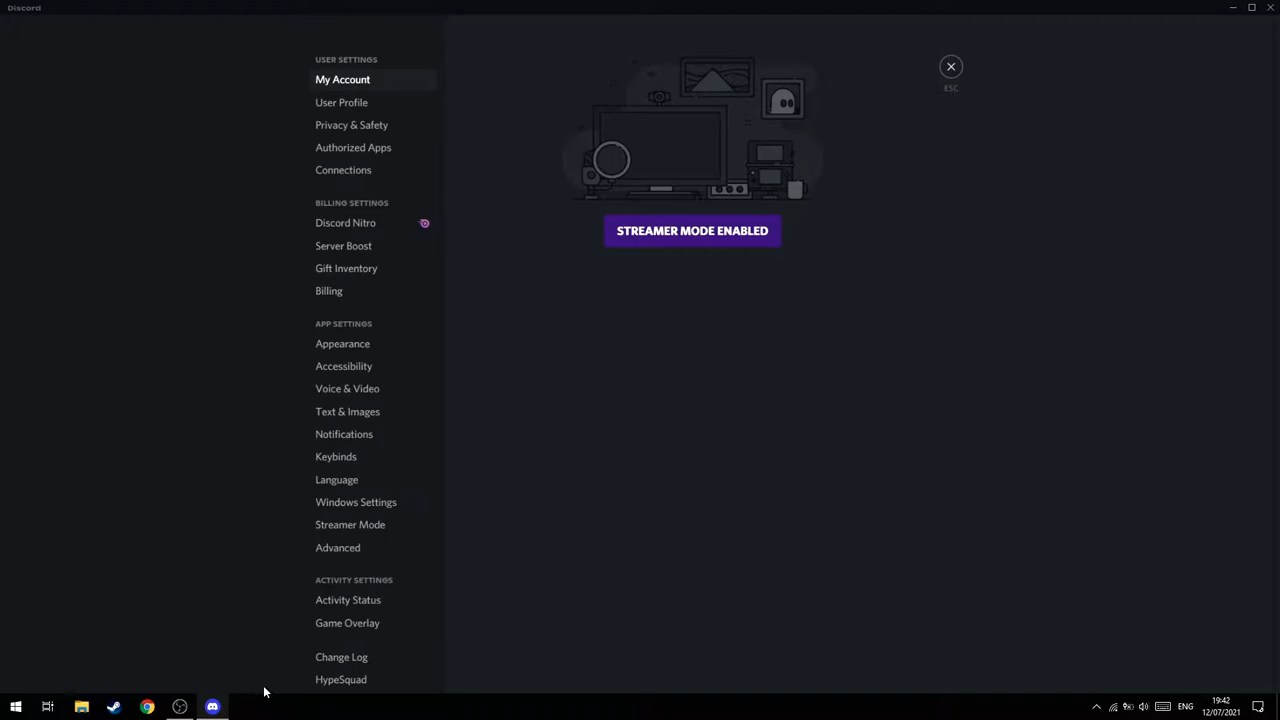 Discord
USER SETTINGS
My Account
User Profile
Privacy & Safety
Authorized Apps
Connections
BILLING SETTINGS
Discord Nitro
Server Boost
Gift Inventory
Billing
APP SETTINGS
Appearance
Accessibility
Voice & Video
Text & Images
Notifications
Keybinds
Language
Windows Settings
Streamer Mode
Advanced
ACTIVITY SETTINGS
Activity Status
Game Overlay
Change Log
HypeSquad
ESC
STREAMER MODE ENABLED
ENG
19:42
12/07/2021